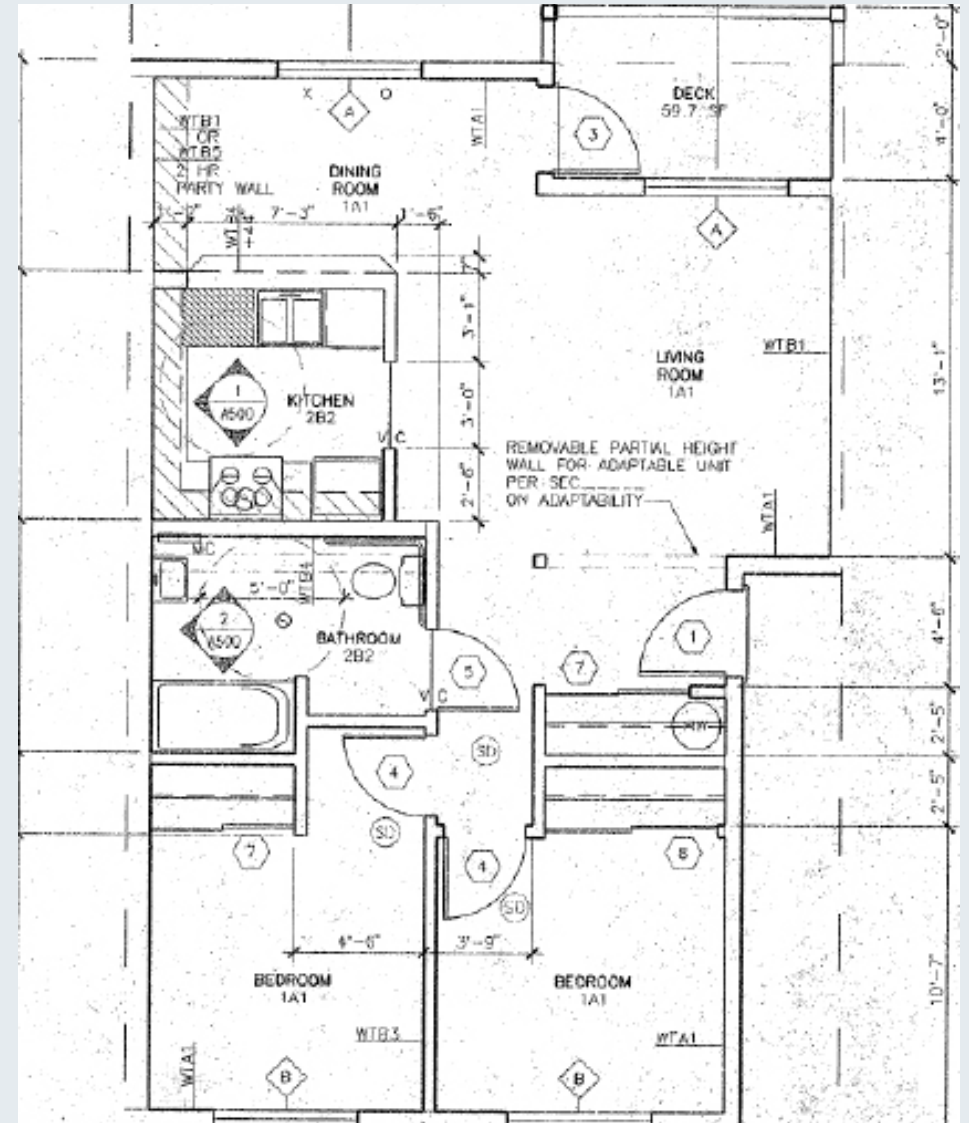 2'-0"
DECK
59.7 SF
X
O
A
3
4'-0"
WTA1
WTB1
OR
WTB5
2 HR
PARTY WALL
DINING
ROOM
1A1
7'-3"
1'-6"
A
7"
3'-1"
LIVING
ROOM
1A1
WTB1
13'-1"
1
A500
KITCHEN
2B2
3'-0"
V C
REMOVABLE PARTIAL HEIGHT
WALL FOR ADAPTABLE UNIT
PER SEC
ON ADAPTABILITY
2'-6"
WTA1
MC
5'-0"
2
A500
BATHROOM
2B2
V C
5
7
1
4'-6"
SD
4
2'-5"
2'-5"
SD
7
4
8
SD
4'-6"
3'-9"
BEDROOM
1A1
BEDROOM
1A1
10'-7"
WTB3
WTA1
WTA1
B
B